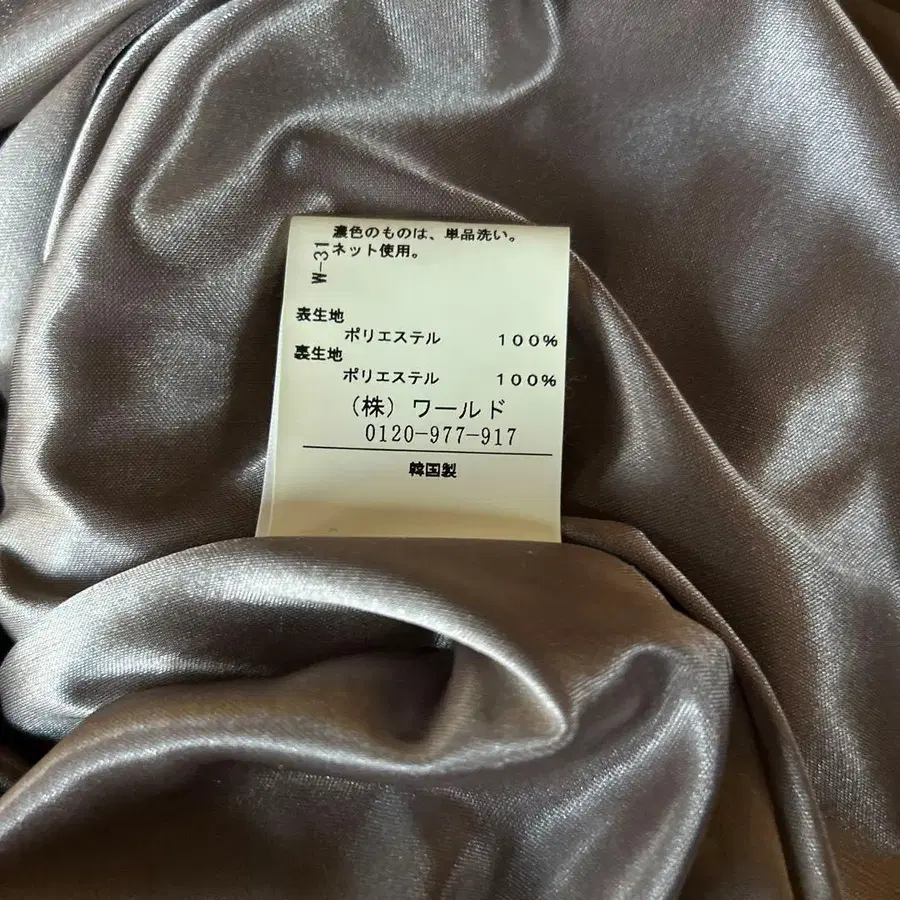 濃色のものは、単品洗い。
ネット使用。
W-31
表生地
ポリエステル 100%
裏生地
ポリエステル 100%
(株) ワールド
0120-977-917
韓国製